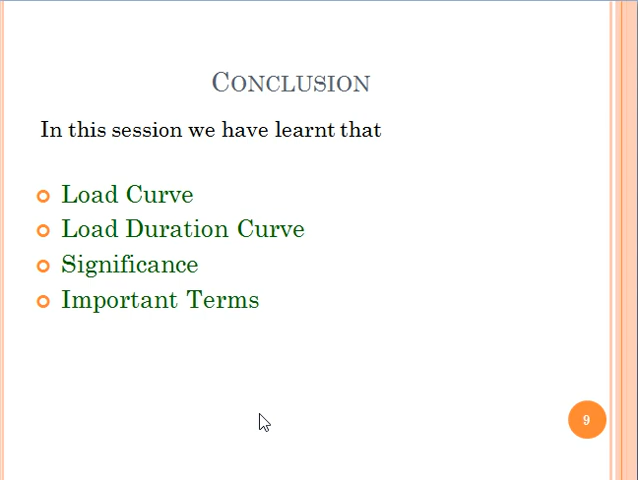 CONCLUSION
In this session we have learnt that
Load Curve
Load Duration Curve
Significance
Important Terms
9